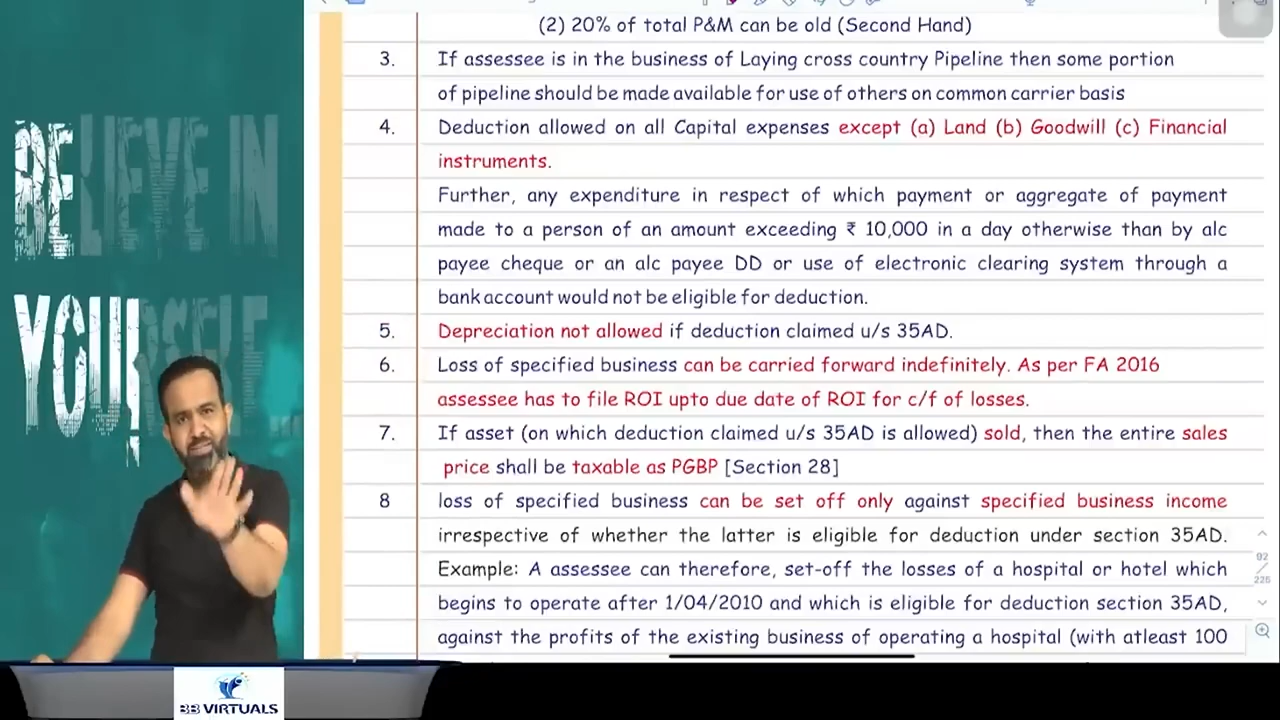 BELIEVE IN
(2) 20% of total P&M can be old (Second Hand)
3. If assessee is in the business of Laying cross country Pipeline then some portion
of pipeline should be made available for use of others on common carrier basis
4. Deduction allowed on all Capital expenses except (a) Land (b) Goodwill (c) Financial
instruments.
Further, any expenditure in respect of which payment or aggregate of payment
made to a person of an amount exceeding ₹ 10,000 in a day otherwise than by alc
payee cheque or an alc payee DD or use of electronic clearing system through a
bank account would not be eligible for deduction.
5. Depreciation not allowed if deduction claimed u/s 35AD.
6. Loss of specified business can be carried forward indefinitely. As per FA 2016
assessee has to file ROI upto due date of ROI for c/f of losses.
7. If asset (on which deduction claimed u/s 35AD is allowed) sold, then the entire sales
price shall be taxable as PGBP [Section 28]
8 loss of specified business can be set off only against specified business income
irrespective of whether the latter is eligible for deduction under section 35AD.
Example: A assessee can therefore, set-off the losses of a hospital or hotel which
begins to operate after 1/04/2010 and which is eligible for deduction section 35AD,
against the profits of the existing business of operating a hospital (with atleast 100
92
226
BB VIRTUALS